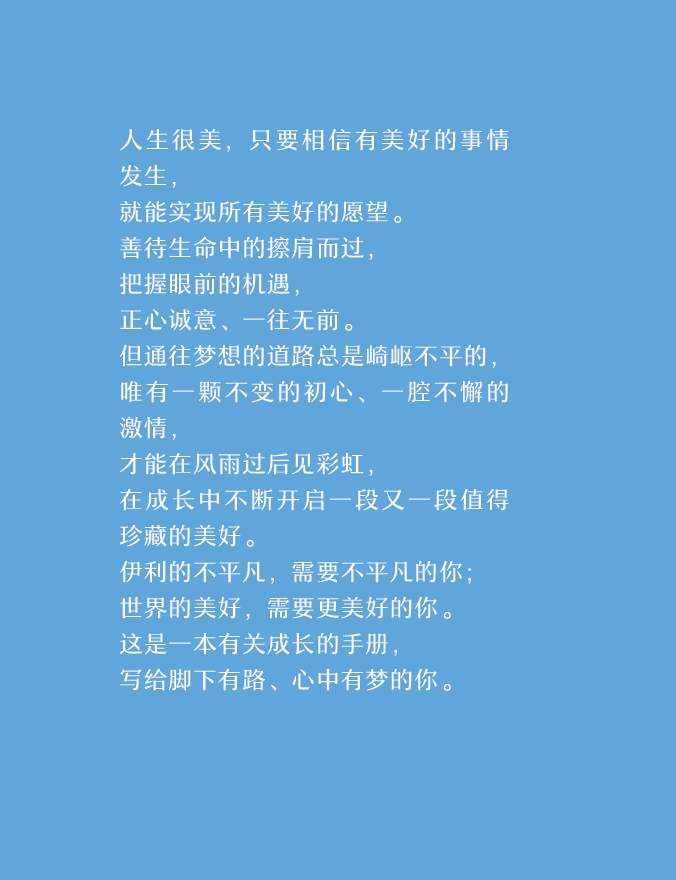 人生很美，只要相信有美好的事情
发生，
就能实现所有美好的愿望。
善待生命中的擦肩而过，
把握眼前的机遇，
正心诚意、一往无前。
但通往梦想的道路总是崎岖不平的，
唯有一颗不变的初心、一腔不懈的
激情，
才能在风雨过后见彩虹，
在成长中不断开启一段又一段值得
珍藏的美好。
伊利的不平凡，需要不平凡的你；
世界的美好，需要更美好的你。
这是一本有关成长的手册，
写给脚下有路、心中有梦的你。